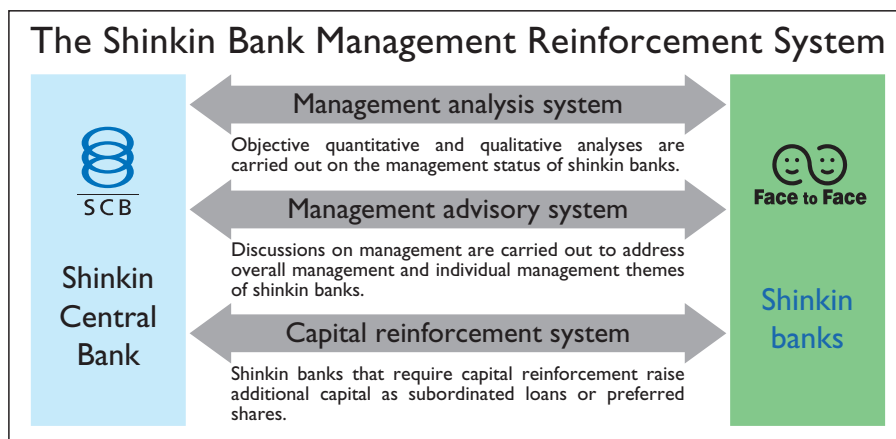 The Shinkin Bank Management Reinforcement System
Management analysis system
Objective quantitative and qualitative analyses are
carried out on the management status of shinkin banks.
SCB
Face to Face
Management advisory system
Discussions on management are carried out to address
overall management and individual management themes
of shinkin banks.
Shinkin
Central
Bank
Shinkin
banks
Capital reinforcement system
Shinkin banks that require capital reinforcement raise
additional capital as subordinated loans or preferred
shares.